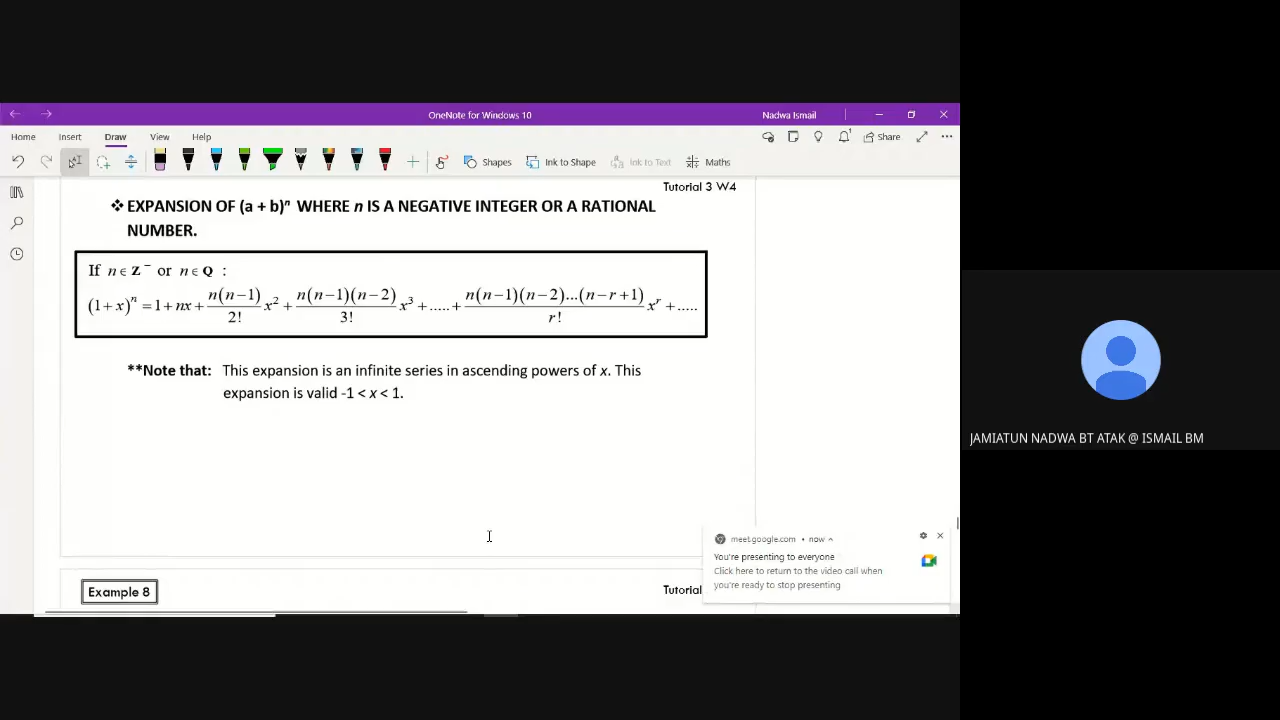 OneNote for Windows 10
Nadwa Ismail
Home Insert Draw View Help
Share
Shapes Ink to Shape Ink to Text Maths
Tutorial 3 W4
❖ EXPANSION OF (a + b)ⁿ WHERE n IS A NEGATIVE INTEGER OR A RATIONAL
NUMBER.
If n ∈ Z⁻ or n ∈ Q :
(1+x)ⁿ = 1 + nx + n(n−1)/2! x² + n(n−1)(n−2)/3! x³ + ..... + n(n−1)(n−2)...(n−r+1)/r! xʳ + .....
**Note that: This expansion is an infinite series in ascending powers of x. This
expansion is valid -1 < x < 1.
JAMIATUN NADWA BT ATAK @ ISMAIL BM
meet.google.com • now
You're presenting to everyone
Click here to return to the video call when
you're ready to stop presenting
Example 8
Tutorial